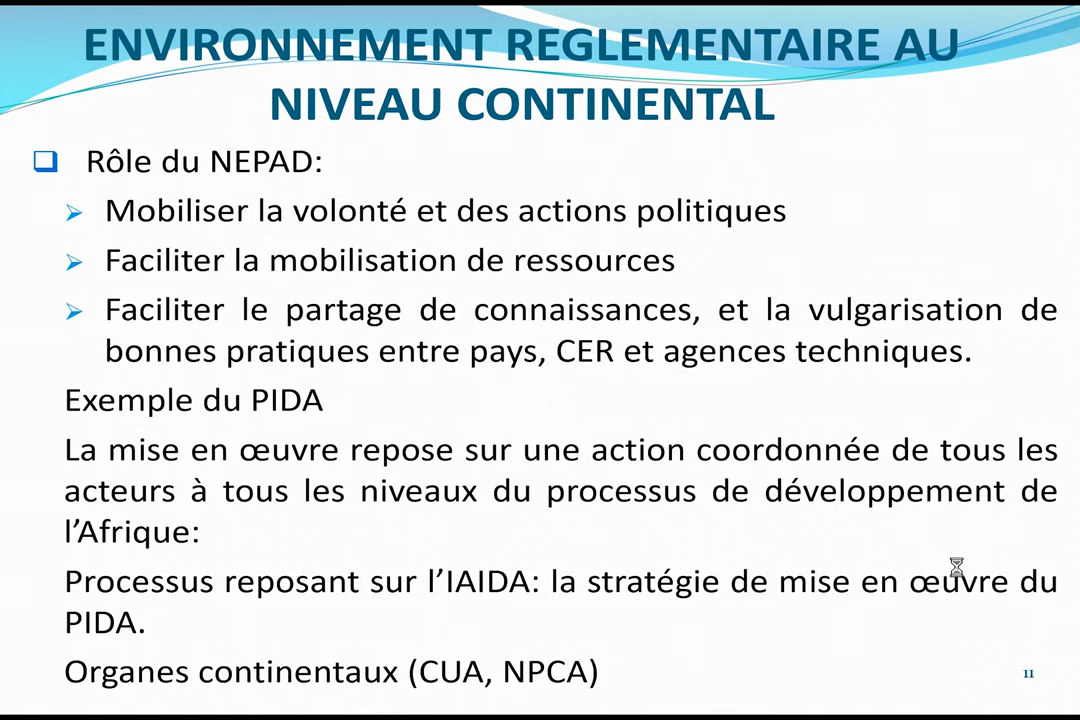 ENVIRONNEMENT REGLEMENTAIRE AU
NIVEAU CONTINENTAL
Rôle du NEPAD:
Mobiliser la volonté et des actions politiques
Faciliter la mobilisation de ressources
Faciliter le partage de connaissances, et la vulgarisation de
bonnes pratiques entre pays, CER et agences techniques.
Exemple du PIDA
La mise en œuvre repose sur une action coordonnée de tous les
acteurs à tous les niveaux du processus de développement de
l’Afrique:
Processus reposant sur l’IAIDA: la stratégie de mise en œuvre du
PIDA.
Organes continentaux (CUA, NPCA)
11